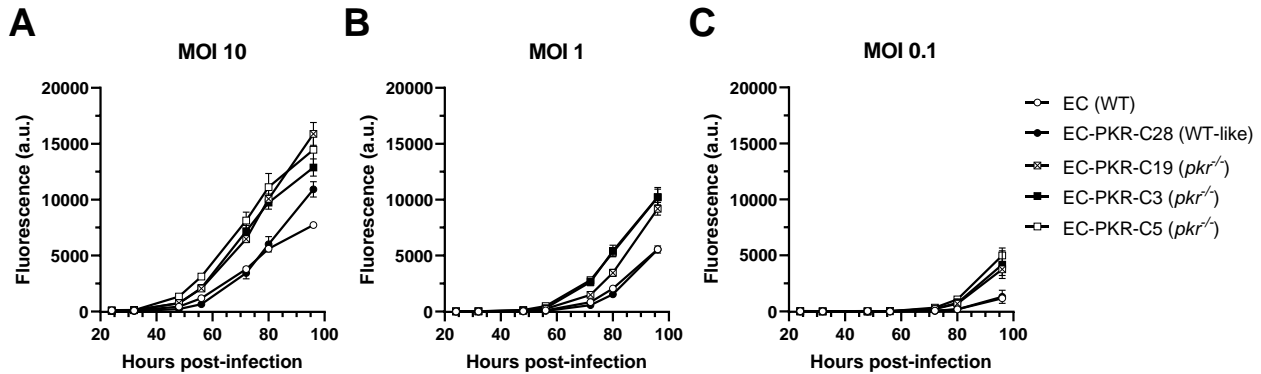 A
MOI 10
Fluorescence (a.u.)
20000
15000
10000
5000
0
20 40 60 80 100
Hours post-infection
B
MOI 1
Fluorescence (a.u.)
20000
15000
10000
5000
0
20 40 60 80 100
Hours post-infection
C
MOI 0.1
Fluorescence (a.u.)
20000
15000
10000
5000
0
20 40 60 80 100
Hours post-infection
EC (WT)
EC-PKR-C28 (WT-like)
EC-PKR-C19 (pkr-/-)
EC-PKR-C3 (pkr-/-)
EC-PKR-C5 (pkr-/-)